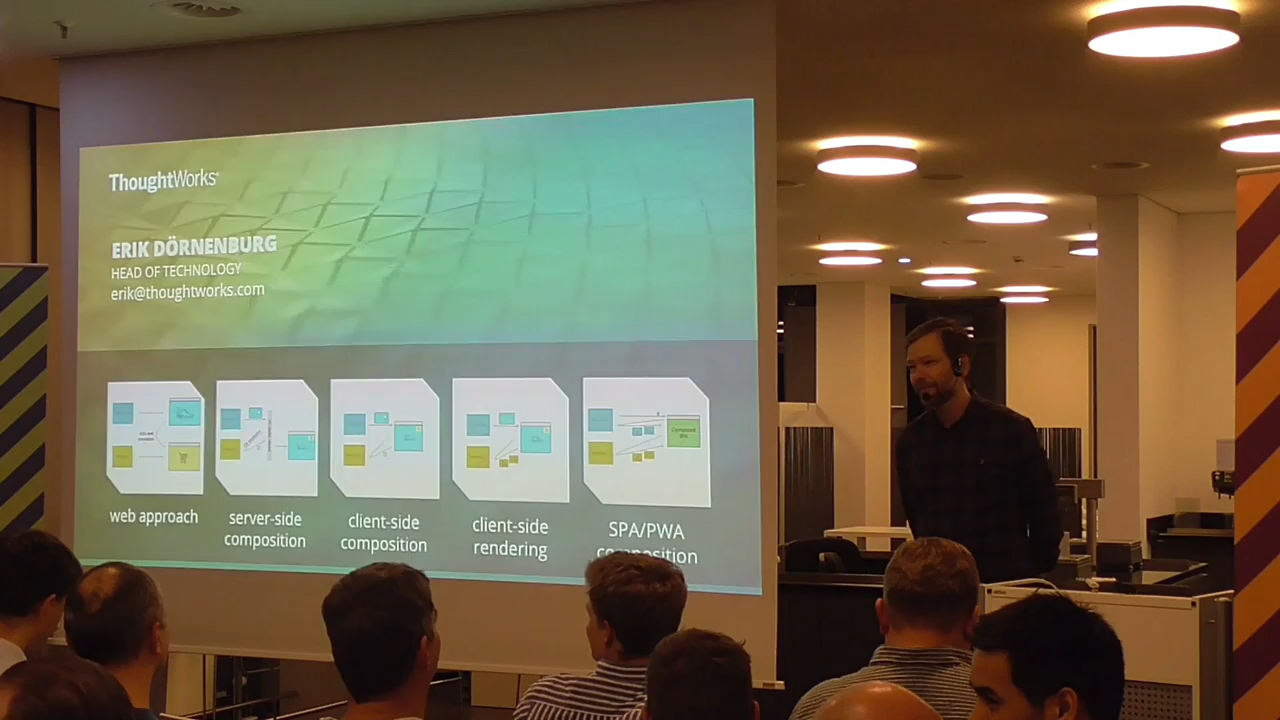 ThoughtWorks®
ERIK DÖRNENBURG
HEAD OF TECHNOLOGY
erik@thoughtworks.com
web approach
server-side
composition
client-side
composition
client-side
rendering
SPA/PWA
composition